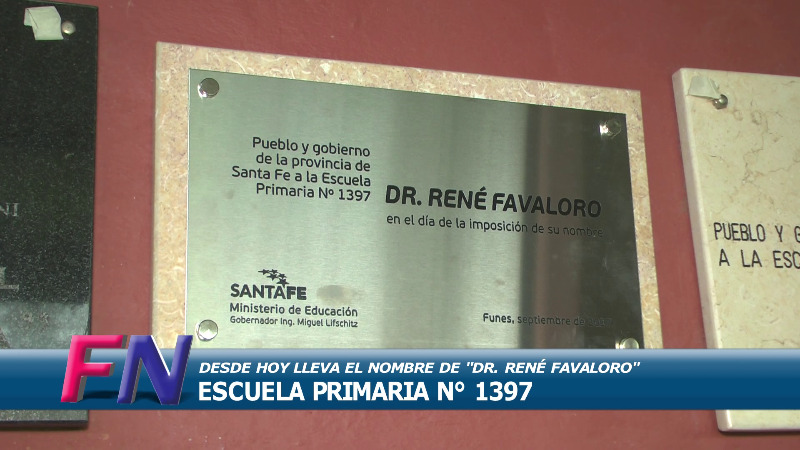 Pueblo y gobierno
de la provincia de
Santa Fe a la Escuela
Primaria Nº 1397
DR. RENÉ FAVALORO
en el día de la imposición de su nombre
SANTAFE
Ministerio de Educación
Gobernador Ing. Miguel Lifschitz
Funes, septiembre de
PUEBLO Y
A LA ESC
NI
FN
DESDE HOY LLEVA EL NOMBRE DE "DR. RENÉ FAVALORO"
ESCUELA PRIMARIA N° 1397